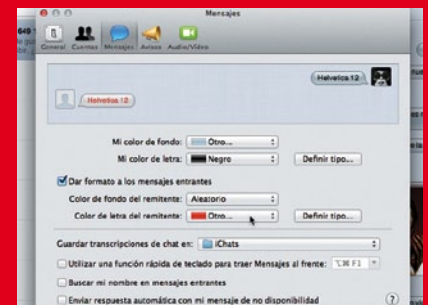 Mensajes
General Cuentas Mensajes Avisos Audio/Vídeo
Helvetica 12
Helvetica 12
Mi color de fondo: Otro...
Mi color de letra: Negro Definir tipo...
Dar formato a los mensajes entrantes
Color de fondo del remitente: Aleatorio
Color de letra del remitente: Otro... Definir tipo...
Guardar transcripciones de chat en: iChats
Utilizar una función rápida de teclado para traer Mensajes al frente: ⌥⌘F1
Buscar mi nombre en mensajes entrantes
Enviar respuesta automática con mi mensaje de no disponibilidad
?